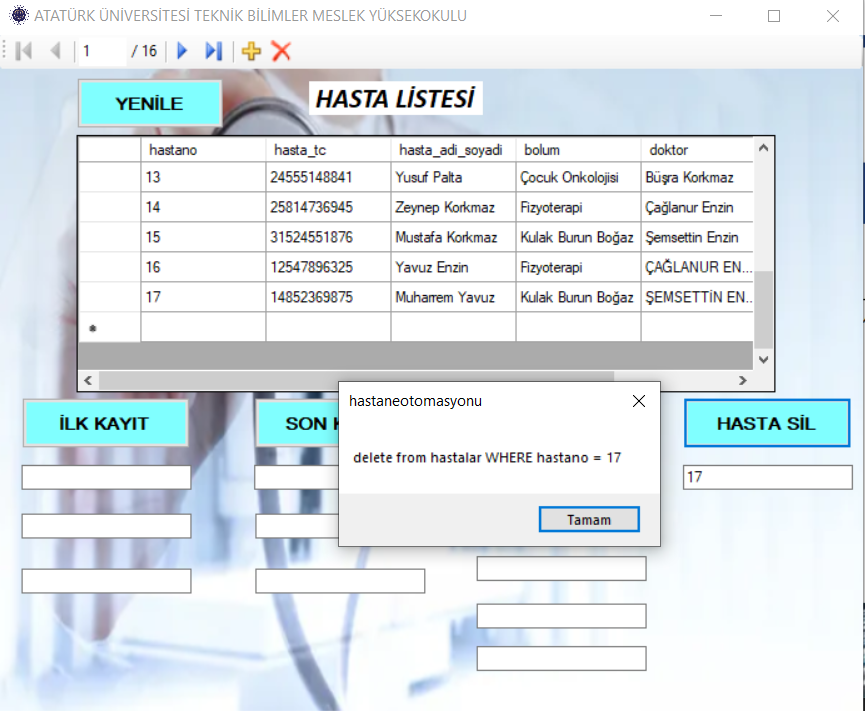 ATATÜRK ÜNİVERSİTESİ TEKNİK BİLİMLER MESLEK YÜKSEKOKULU
1 / 16
YENİLE HASTA LİSTESİ
hastano hasta_tc hasta_adi_soyadi bolum doktor
13 24555148841 Yusuf Palta Çocuk Onkolojisi Büşra Korkmaz
14 25814736945 Zeynep Korkmaz Fizyoterapi Çağlanur Enzin
15 31524551876 Mustafa Korkmaz Kulak Burun Boğaz Şemsettin Enzin
16 12547896325 Yavuz Enzin Fizyoterapi ÇAĞLANUR EN...
17 14852369875 Muharrem Yavuz Kulak Burun Boğaz ŞEMSETTİN EN...
hastaneotomasyonu
İLK KAYIT SON HASTA SİL
delete from hastalar WHERE hastano = 17
17
Tamam